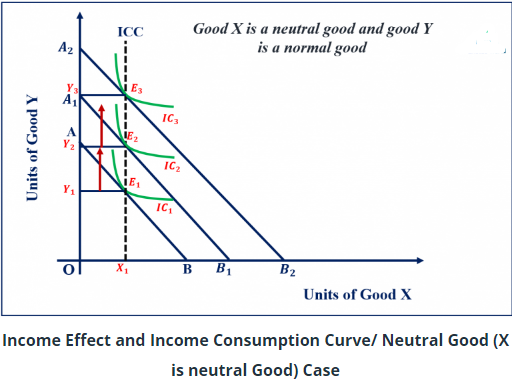 ICC
Good X is a neutral good and good Y
is a normal good
A₂
Y₃
E₃
A₁
IC₃
A
E₂
Y₂
IC₂
Y₁
E₁
IC₁
Units of Good Y
O
X₁
B
B₁
B₂
Units of Good X
Income Effect and Income Consumption Curve/ Neutral Good (X
is neutral Good) Case